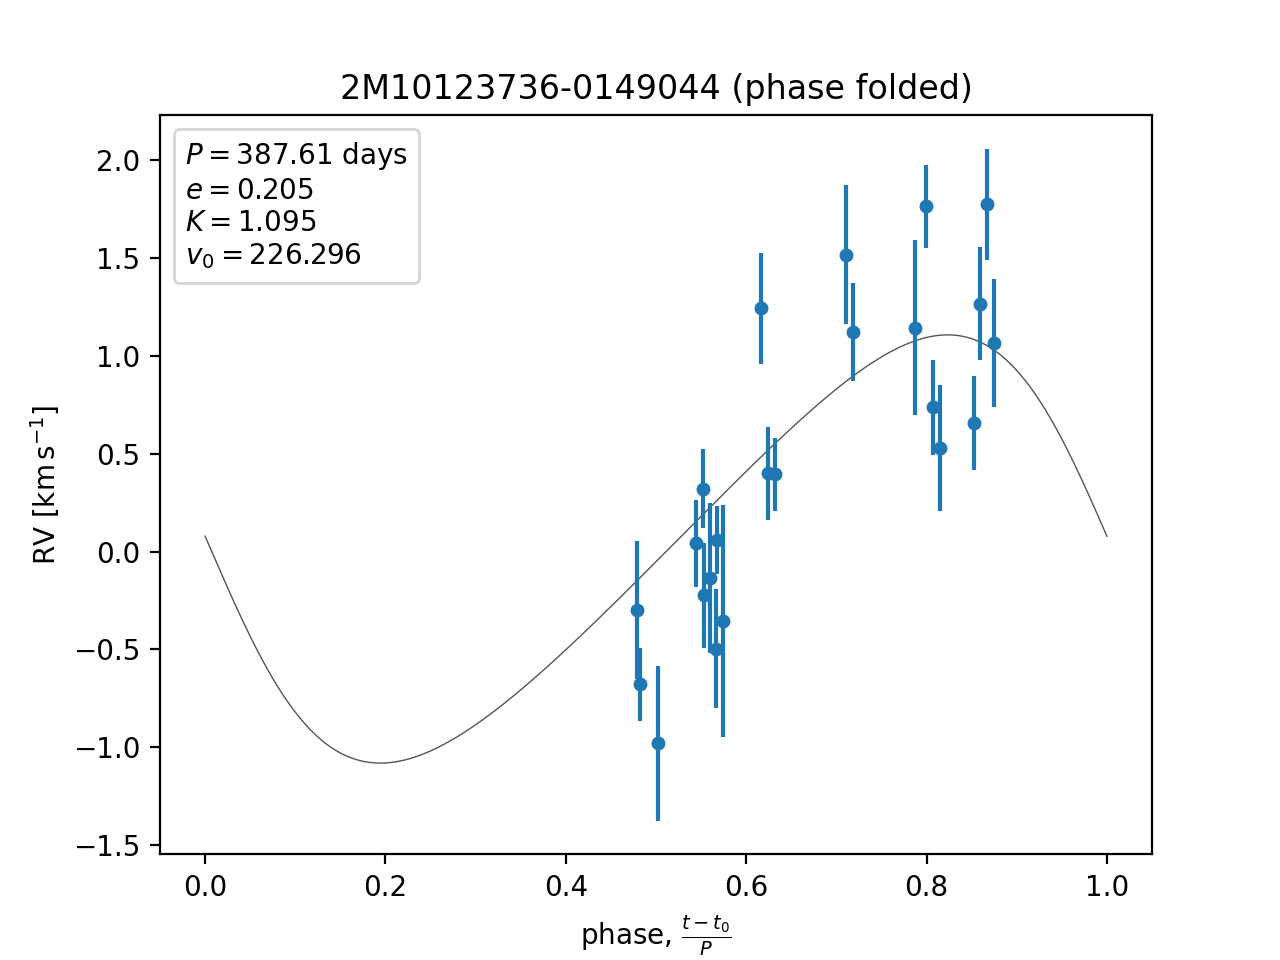 2M10123736-0149044 (phase folded)
P = 387.61 days
e = 0.205
K = 1.095
v₀ = 226.296
RV [km s⁻¹]
2.0
1.5
1.0
0.5
0.0
−0.5
−1.0
−1.5
0.0 0.2 0.4 0.6 0.8 1.0
phase, (t − t₀)/P